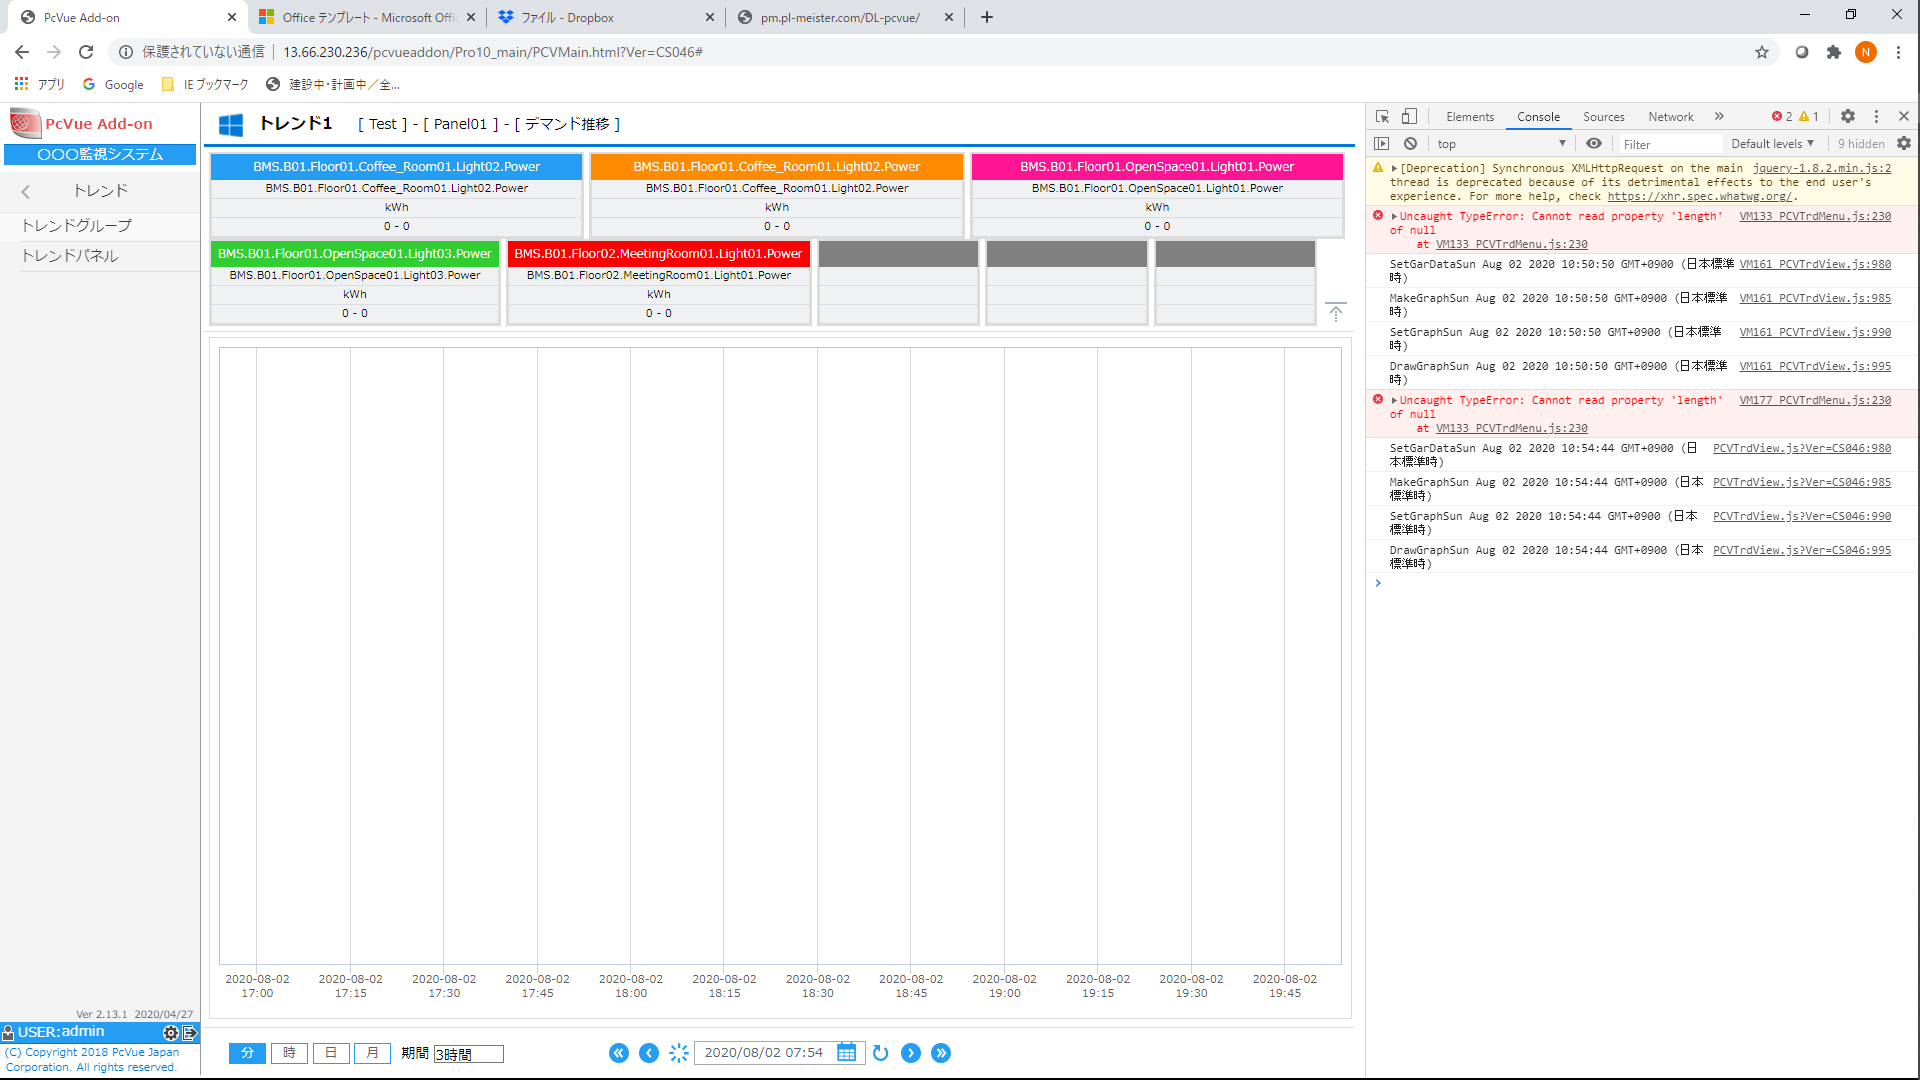 PcVue Add-on
Office テンプレート - Microsoft Offi
ファイル - Dropbox
pm.pl-meister.com/DL-pcvue/
保護されていない通信
13.66.230.236/pcvueaddon/Pro10_main/PCVMain.html?Ver=CS046#
N
アプリ
Google
IE ブックマーク
建設中・計画中／全...
PcVue Add-on
〇〇〇監視システム
トレンド
トレンドグループ
トレンドパネル
Ver 2.13.1 2020/04/27
USER:admin
(C) Copyright 2018 PcVue Japan
Corporation. All rights reserved.
トレンド1 [ Test ] - [ Panel01 ] - [ デマンド推移 ]
BMS.B01.Floor01.Coffee_Room01.Light02.Power
BMS.B01.Floor01.Coffee_Room01.Light02.Power
kWh
0 - 0
BMS.B01.Floor01.Coffee_Room01.Light02.Power
BMS.B01.Floor01.Coffee_Room01.Light02.Power
kWh
0 - 0
BMS.B01.Floor01.OpenSpace01.Light01.Power
BMS.B01.Floor01.OpenSpace01.Light01.Power
kWh
0 - 0
BMS.B01.Floor01.OpenSpace01.Light03.Power
BMS.B01.Floor01.OpenSpace01.Light03.Power
kWh
0 - 0
BMS.B01.Floor02.MeetingRoom01.Light01.Power
BMS.B01.Floor02.MeetingRoom01.Light01.Power
kWh
0 - 0
2020-08-02 17:00
2020-08-02 17:15
2020-08-02 17:30
2020-08-02 17:45
2020-08-02 18:00
2020-08-02 18:15
2020-08-02 18:30
2020-08-02 18:45
2020-08-02 19:00
2020-08-02 19:15
2020-08-02 19:30
2020-08-02 19:45
分 時 日 月 期間 3時間
2020/08/02 07:54
Elements Console Sources Network » 2 1
top Filter Default levels 9 hidden
[Deprecation] Synchronous XMLHttpRequest on the main jquery-1.8.2.min.js:2
thread is deprecated because of its detrimental effects to the end user's
experience. For more help, check https://xhr.spec.whatwg.org/.
Uncaught TypeError: Cannot read property 'length' VM133 PCVTrdMenu.js:230
of null
at VM133 PCVTrdMenu.js:230
SetGarDataSun Aug 02 2020 10:50:50 GMT+0900 (日本標準 VM161 PCVTrdView.js:980
時)
MakeGraphSun Aug 02 2020 10:50:50 GMT+0900 (日本標準 VM161 PCVTrdView.js:985
時)
SetGraphSun Aug 02 2020 10:50:50 GMT+0900 (日本標準 VM161 PCVTrdView.js:990
時)
DrawGraphSun Aug 02 2020 10:50:50 GMT+0900 (日本標準 VM161 PCVTrdView.js:995
時)
Uncaught TypeError: Cannot read property 'length' VM177 PCVTrdMenu.js:230
of null
at VM133 PCVTrdMenu.js:230
SetGarDataSun Aug 02 2020 10:54:44 GMT+0900 (日 PCVTrdView.js?Ver=CS046:980
本標準時)
MakeGraphSun Aug 02 2020 10:54:44 GMT+0900 (日本 PCVTrdView.js?Ver=CS046:985
標準時)
SetGraphSun Aug 02 2020 10:54:44 GMT+0900 (日本 PCVTrdView.js?Ver=CS046:990
標準時)
DrawGraphSun Aug 02 2020 10:54:44 GMT+0900 (日本 PCVTrdView.js?Ver=CS046:995
標準時)